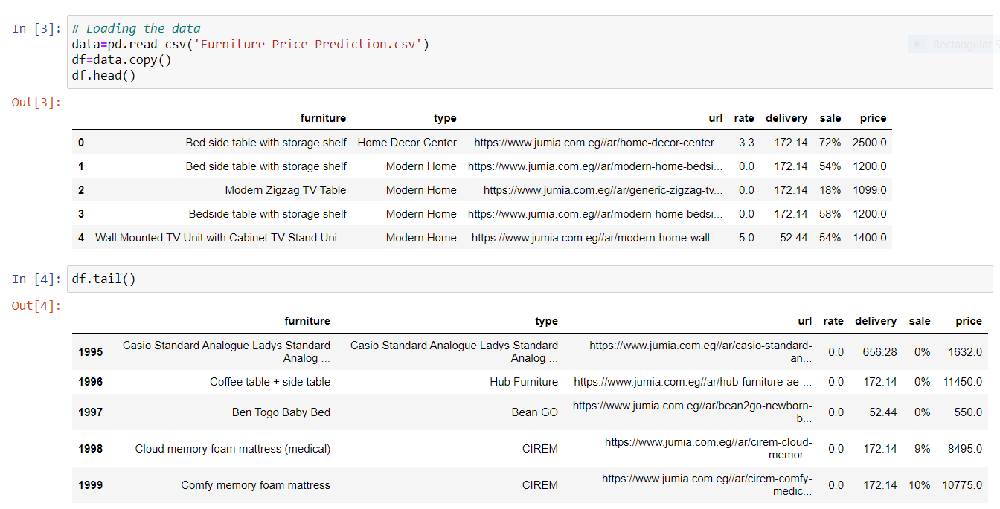 In [3]: # Loading the data
data=pd.read_csv('Furniture Price Prediction.csv')
df=data.copy()
df.head()
Rectangular S
Out[3]:
furniture type url rate delivery sale price
0 Bed side table with storage shelf Home Decor Center https://www.jumia.com.eg//ar/home-decor-center... 3.3 172.14 72% 2500.0
1 Bed side table with storage shelf Modern Home https://www.jumia.com.eg//ar/modern-home-bedsi... 0.0 172.14 54% 1200.0
2 Modern Zigzag TV Table Modern Home https://www.jumia.com.eg//ar/generic-zigzag-tv... 0.0 172.14 18% 1099.0
3 Bedside table with storage shelf Modern Home https://www.jumia.com.eg//ar/modern-home-bedsi... 0.0 172.14 58% 1200.0
4 Wall Mounted TV Unit with Cabinet TV Stand Uni... Modern Home https://www.jumia.com.eg//ar/modern-home-wall-... 5.0 52.44 54% 1400.0
In [4]: df.tail()
Out[4]:
furniture type url rate delivery sale price
Casio Standard Analogue Ladys Standard Casio Standard Analogue Ladys Standard https://www.jumia.com.eg//ar/casio-standard-
1995 0.0 656.28 0% 1632.0
Analog ... Analog ... an...
1996 Coffee table + side table Hub Furniture https://www.jumia.com.eg//ar/hub-furniture-ae-... 0.0 172.14 0% 11450.0
https://www.jumia.com.eg//ar/bean2go-newborn-
1997 Ben Togo Baby Bed Bean GO 0.0 52.44 0% 550.0
b...
https://www.jumia.com.eg//ar/cirem-cloud-
1998 Cloud memory foam mattress (medical) CIREM 0.0 172.14 9% 8495.0
memor...
https://www.jumia.com.eg//ar/cirem-comfy-
1999 Comfy memory foam mattress CIREM 0.0 172.14 10% 10775.0
medic...